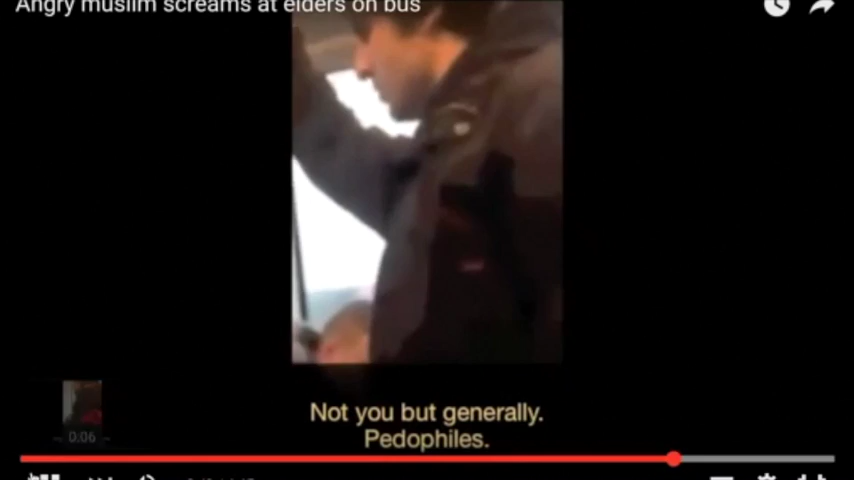 Angry muslim screams at elders on bus
Not you but generally.
Pedophiles.
0:06